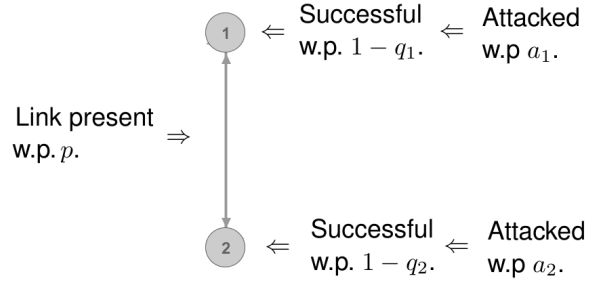 1
⇐ Successful w.p. 1 − q₁.
⇐ Attacked w.p a₁.
Link present w.p. p.
⇒
2
⇐ Successful w.p. 1 − q₂.
⇐ Attacked w.p a₂.